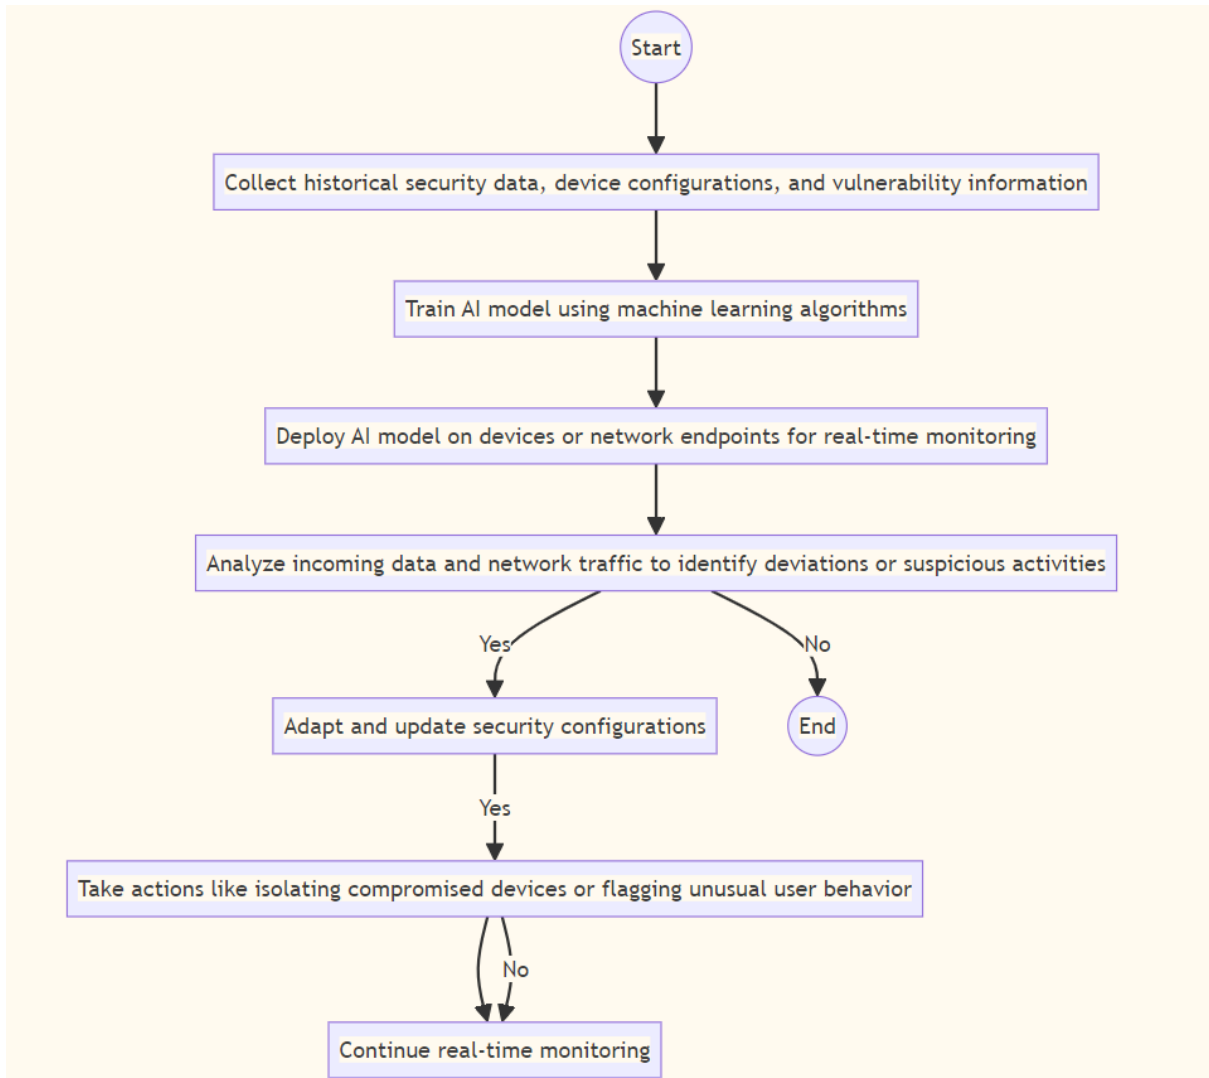 Start
Collect historical security data, device configurations, and vulnerability information
Train AI model using machine learning algorithms
Deploy AI model on devices or network endpoints for real-time monitoring
Analyze incoming data and network traffic to identify deviations or suspicious activities
Yes
No
Adapt and update security configurations
End
Yes
Take actions like isolating compromised devices or flagging unusual user behavior
No
Continue real-time monitoring